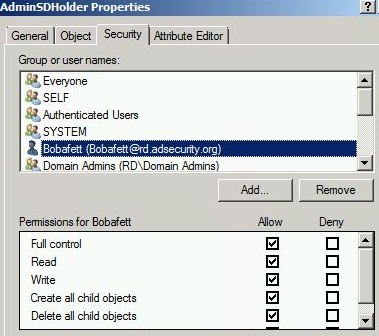 AdminSDHolder Properties ?
General Object Security Attribute Editor
Group or user names:
Everyone
SELF
Authenticated Users
SYSTEM
Bobafett (Bobafett@rd.adsecurity.org)
Domain Admins (RD\Domain Admins)
Add... Remove
Permissions for Bobafett Allow Deny
Full control
Read
Write
Create all child objects
Delete all child objects